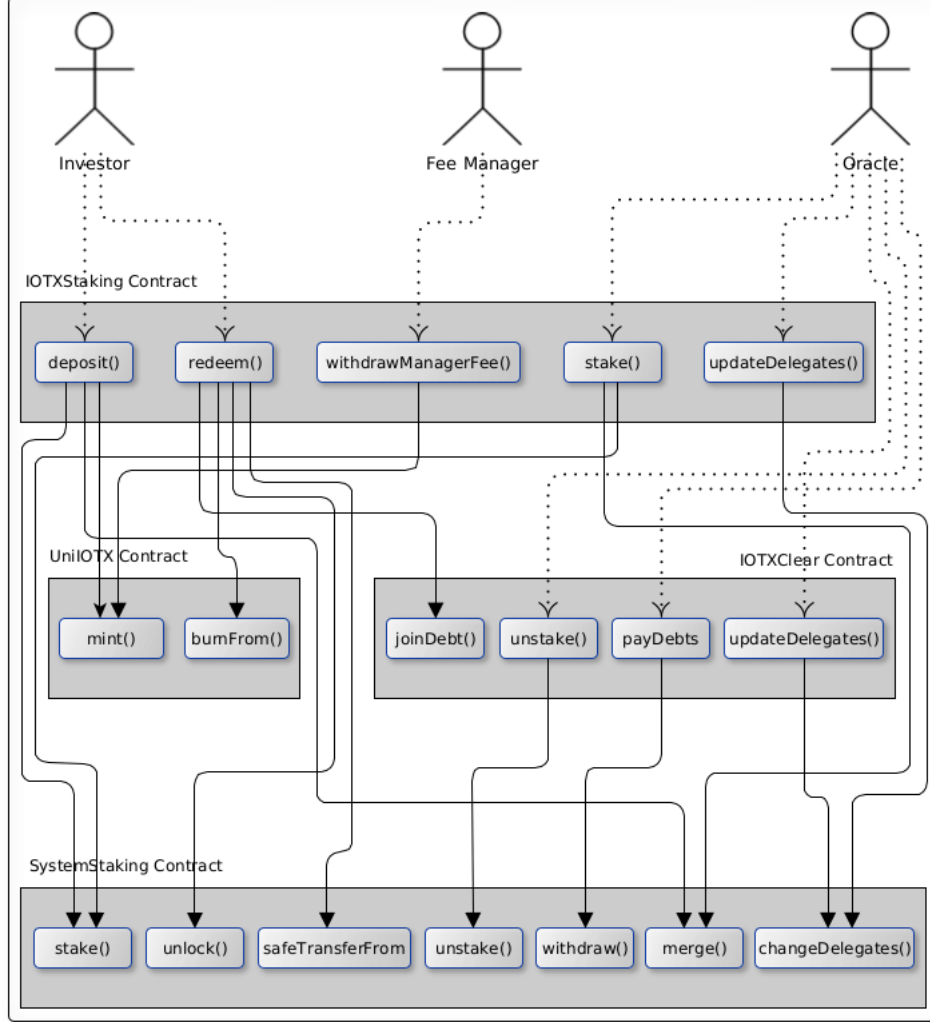 Investor
Fee Manager
Oracle
IOTXStaking Contract
deposit()
redeem()
withdrawManagerFee()
stake()
updateDelegates()
UniIOTX Contract
IOTXClear Contract
mint()
burnFrom()
joinDebt()
unstake()
payDebts
updateDelegates()
SystemStaking Contract
stake()
unlock()
safeTransferFrom
unstake()
withdraw()
merge()
changeDelegates()